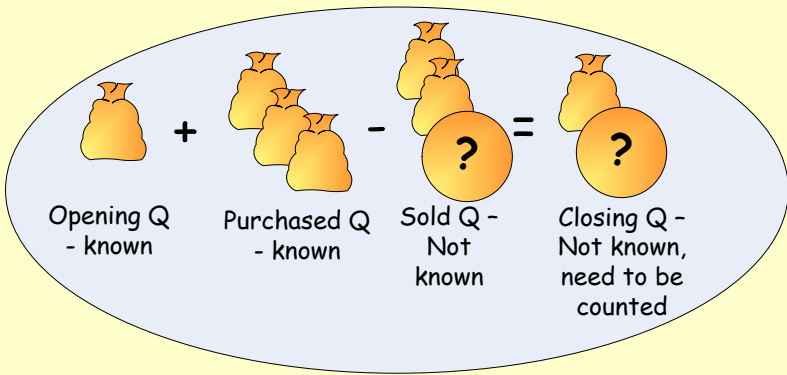 +
-
?
=
?
Opening Q
- known
Purchased Q
- known
Sold Q –
Not
known
Closing Q –
Not known,
need to be
counted